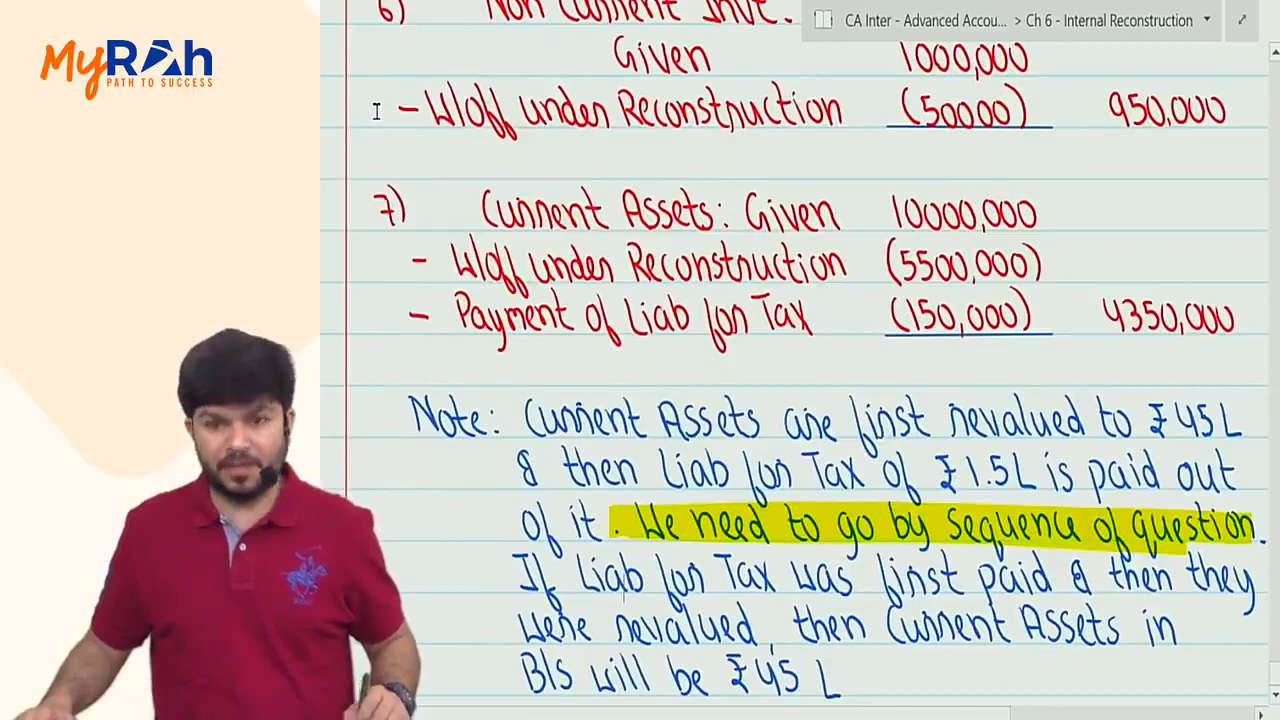 6) Non Current Invt.
CA Inter - Advanced Accou... > Ch 6 - Internal Reconstruction
MyRAh
PATH TO SUCCESS
Given 1000,000
- W/off under Reconstruction (50000) 950,000
7) Current Assets: Given 10000,000
- W/off under Reconstruction (5500,000)
- Payment of Liab for Tax (150,000) 4350,000
Note: Current Assets are first revalued to ₹45L
& then Liab for Tax of ₹1.5L is paid out
of it. We need to go by sequence of question.
If Liab for Tax was first paid & then they
were revalued, then Current Assets in
B/S will be ₹45 L